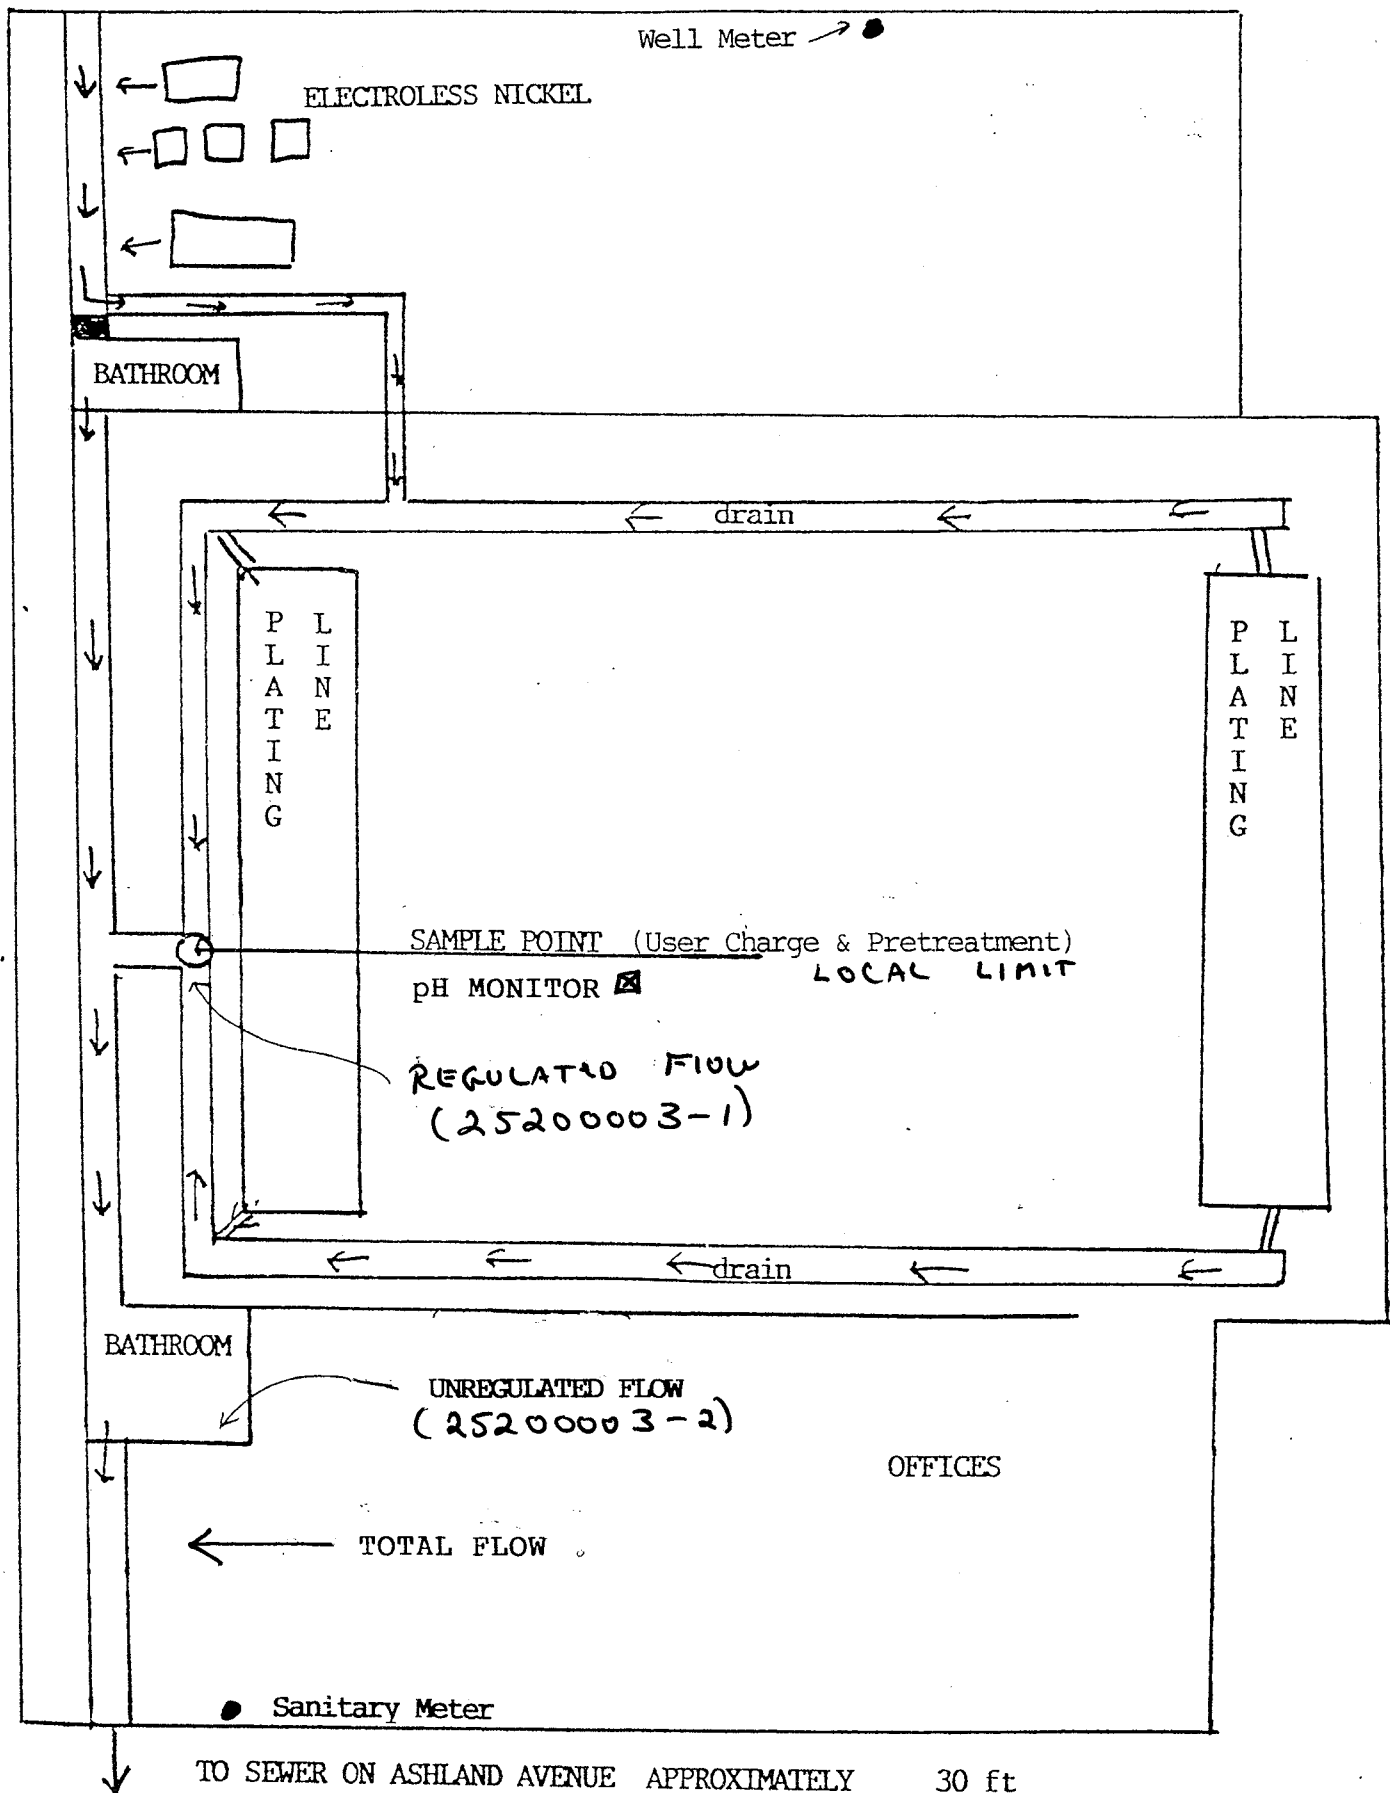 Well Meter
ELECTROLESS NICKEL
BATHROOM
drain
PLATING LINE
PLATING LINE
SAMPLE POINT (User Charge & Pretreatment)
LOCAL LIMIT
pH MONITOR
REGULATED FLOW
(25200003-1)
drain
BATHROOM
UNREGULATED FLOW
(25200003-2)
OFFICES
TOTAL FLOW
Sanitary Meter
TO SEWER ON ASHLAND AVENUE APPROXIMATELY 30 ft